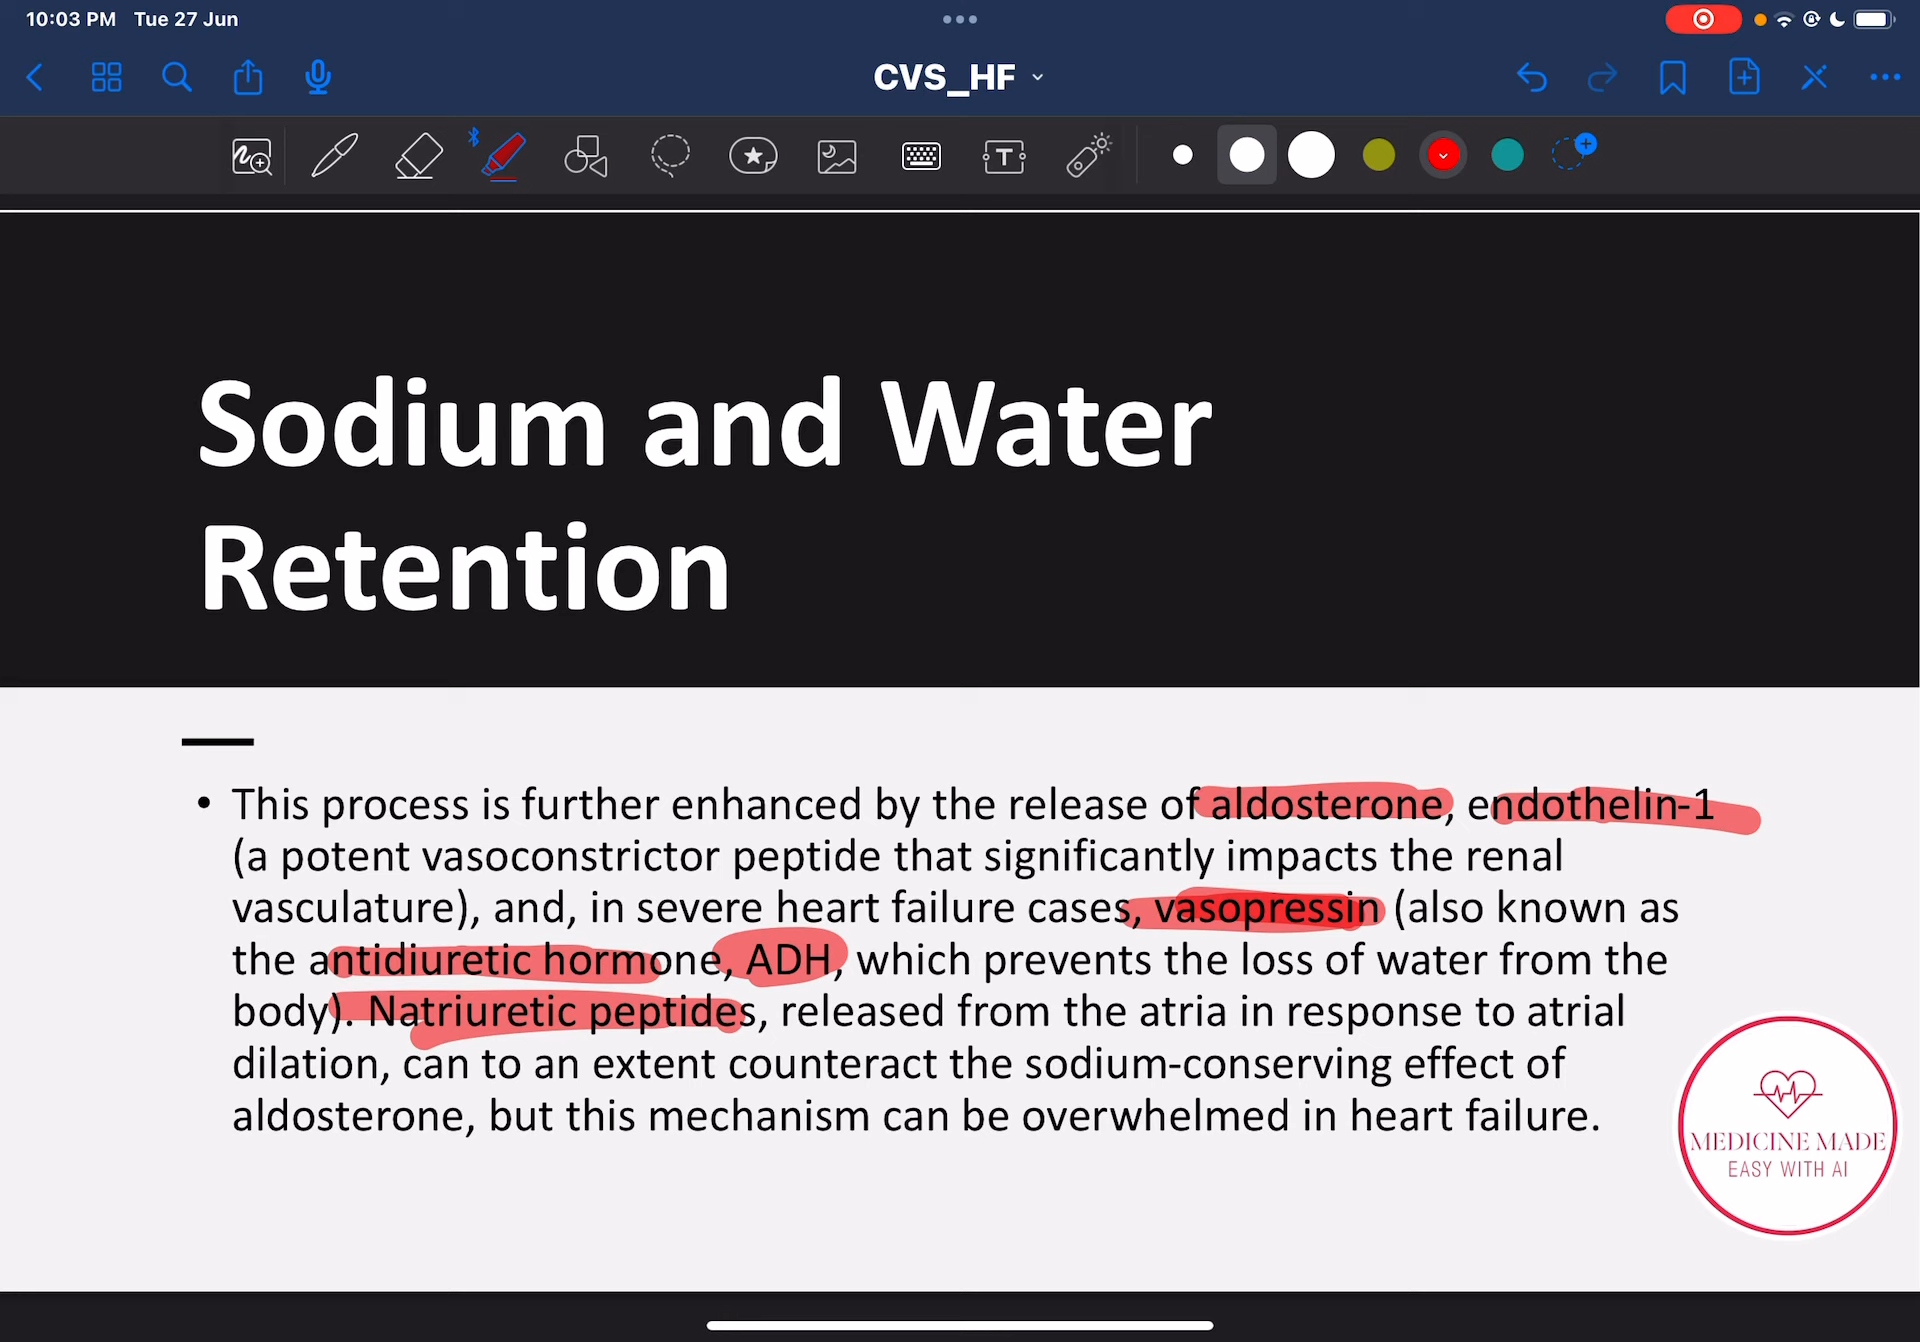 10:03 PM Tue 27 Jun
CVS_HF
T
Sodium and Water
Retention
• This process is further enhanced by the release of aldosterone, endothelin-1
(a potent vasoconstrictor peptide that significantly impacts the renal
vasculature), and, in severe heart failure cases, vasopressin (also known as
the antidiuretic hormone, ADH, which prevents the loss of water from the
body). Natriuretic peptides, released from the atria in response to atrial
dilation, can to an extent counteract the sodium-conserving effect of
aldosterone, but this mechanism can be overwhelmed in heart failure.
MEDICINE MADE
EASY WITH AI